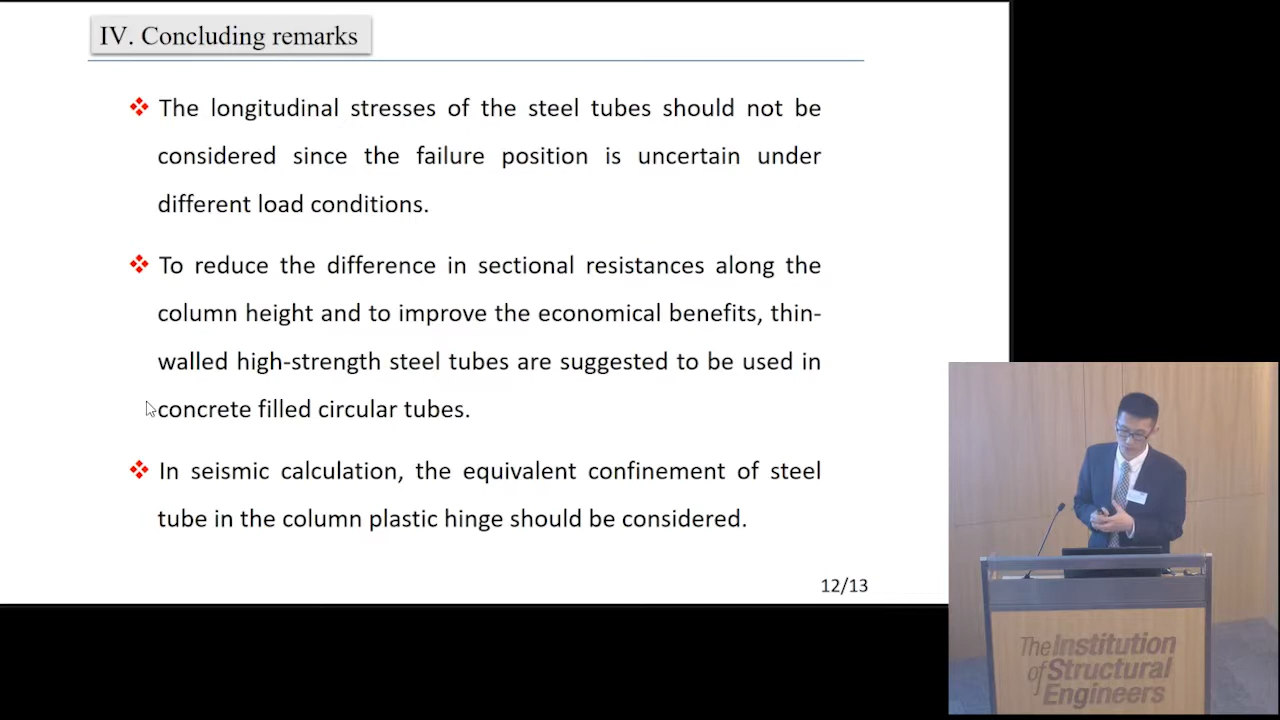 IV. Concluding remarks
The longitudinal stresses of the steel tubes should not be
considered since the failure position is uncertain under
different load conditions.
To reduce the difference in sectional resistances along the
column height and to improve the economical benefits, thin-
walled high-strength steel tubes are suggested to be used in
concrete filled circular tubes.
In seismic calculation, the equivalent confinement of steel
tube in the column plastic hinge should be considered.
12/13
The Institution
of Structural
Engineers